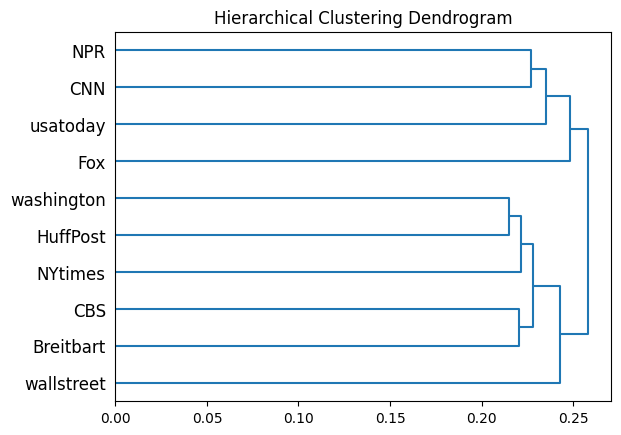 Hierarchical Clustering Dendrogram
NPR
CNN
usatoday
Fox
washington
HuffPost
NYtimes
CBS
Breitbart
wallstreet
0.00 0.05 0.10 0.15 0.20 0.25